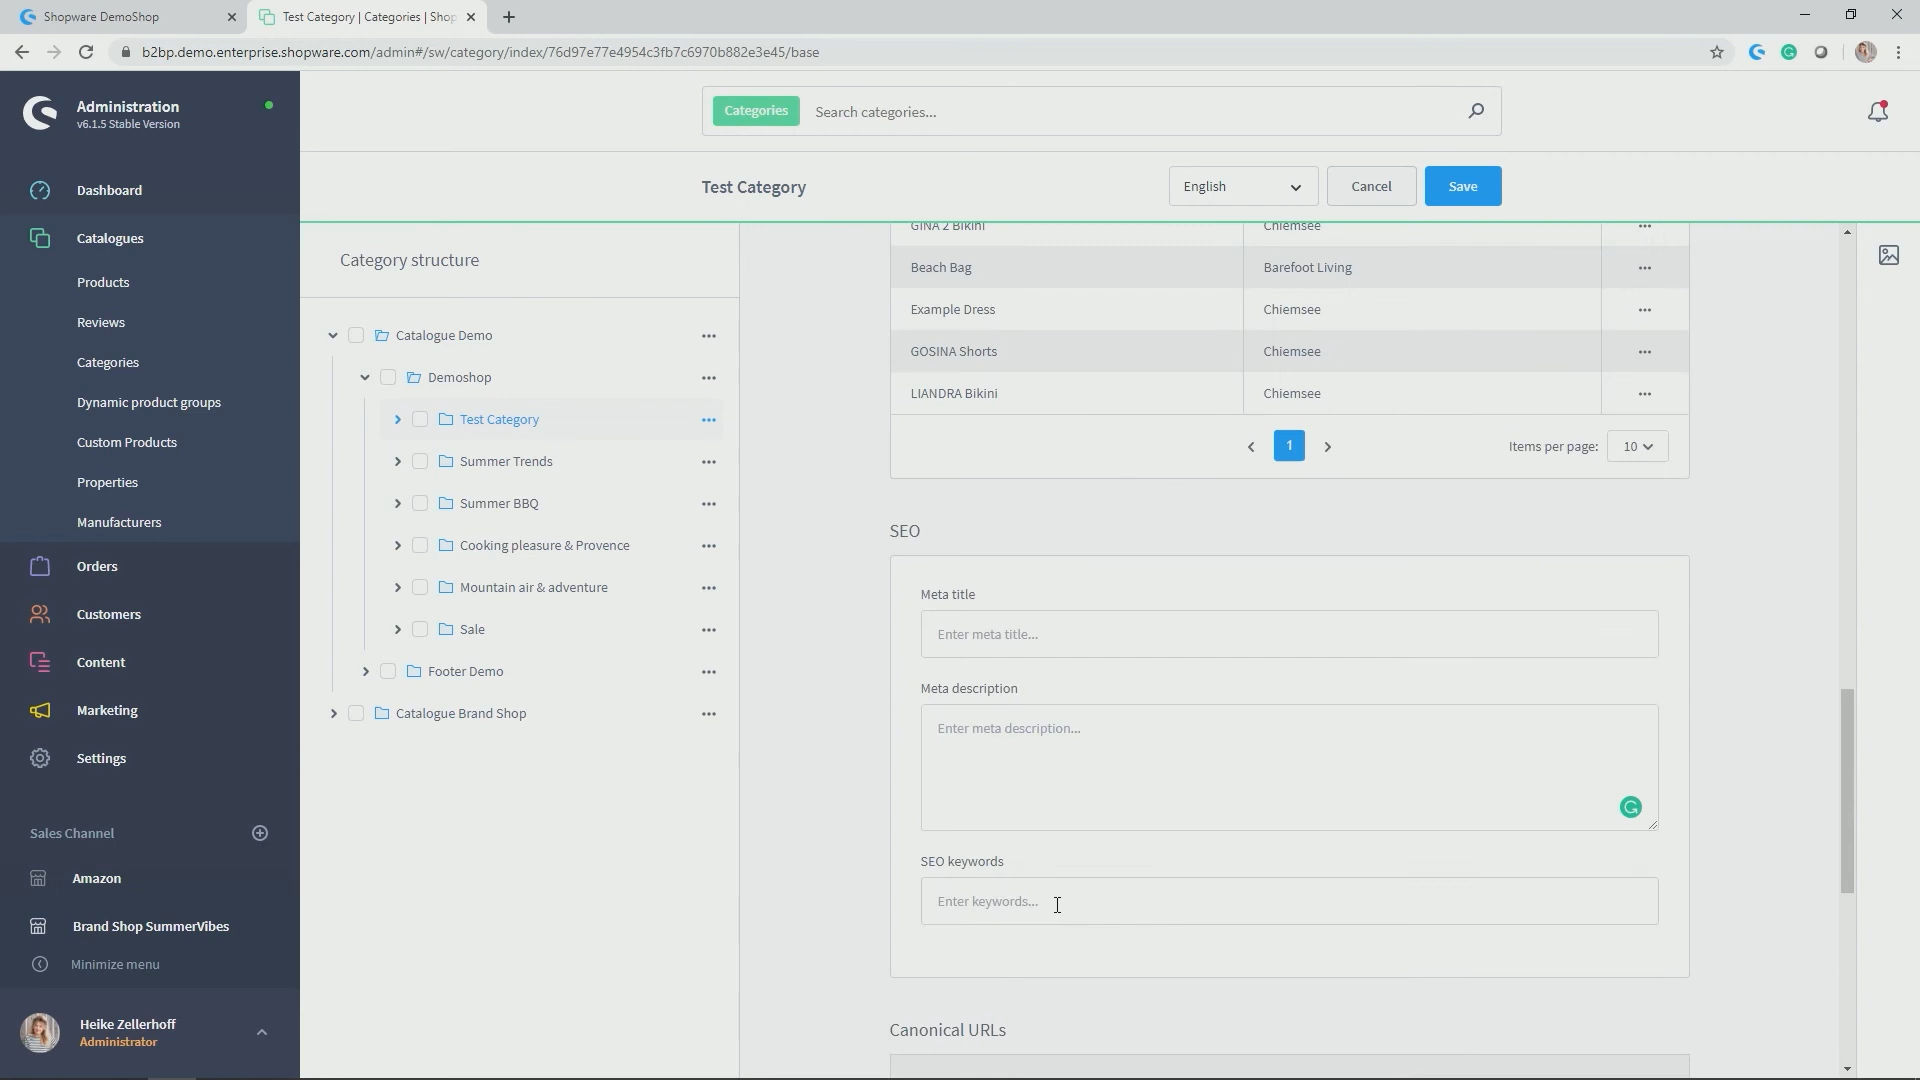 Shopware DemoShop
Test Category | Categories | Shop
b2bp.demo.enterprise.shopware.com/admin#/sw/category/index/76d97e77e4954c3fb7c6970b882e3e45/base
Administration
v6.1.5 Stable Version
Categories
Search categories...
Test Category
English
Cancel
Save
Dashboard
Catalogues
Products
Reviews
Categories
Dynamic product groups
Custom Products
Properties
Manufacturers
Orders
Customers
Content
Marketing
Settings
Sales Channel
Amazon
Brand Shop SummerVibes
Minimize menu
Heike Zellerhoff
Administrator
Category structure
Catalogue Demo
Demoshop
Test Category
Summer Trends
Summer BBQ
Cooking pleasure & Provence
Mountain air & adventure
Sale
Footer Demo
Catalogue Brand Shop
GINA 2 Bikini Chiemsee
Beach Bag Barefoot Living
Example Dress Chiemsee
GOSINA Shorts Chiemsee
LIANDRA Bikini Chiemsee
1
Items per page: 10
SEO
Meta title
Enter meta title...
Meta description
Enter meta description...
SEO keywords
Enter keywords...
Canonical URLs